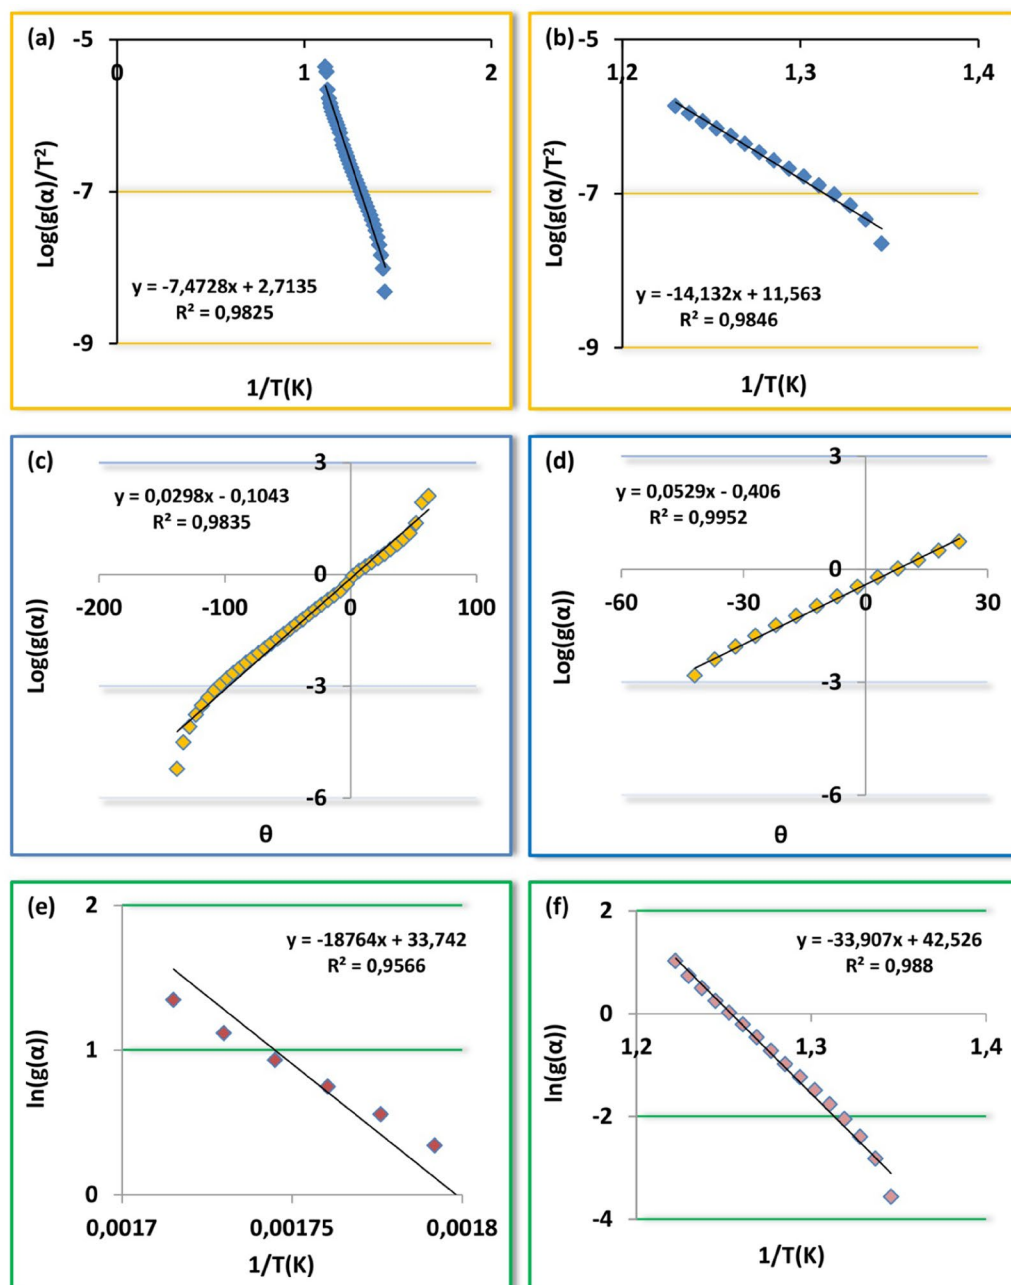 (a)
-5
0
1
2
Log(g(α)/T²)
-7
y = -7,4728x + 2,7135
R² = 0,9825
-9
1/T(K)
(b)
-5
1,2
1,3
1,4
Log(g(α)/T²)
-7
y = -14,132x + 11,563
R² = 0,9846
-9
1/T(K)
(c)
3
y = 0,0298x - 0,1043
R² = 0,9835
0
-200
-100
0
100
Log(g(α))
-3
-6
θ
(d)
3
y = 0,0529x - 0,406
R² = 0,9952
0
-60
-30
0
30
Log(g(α))
-3
-6
θ
(e)
2
y = -18764x + 33,742
R² = 0,9566
ln(g(α))
1
0
0,0017
0,00175
0,0018
1/T(K)
(f)
2
y = -33,907x + 42,526
R² = 0,988
0
1,2
1,3
1,4
ln(g(α))
-2
-4
1/T(K)